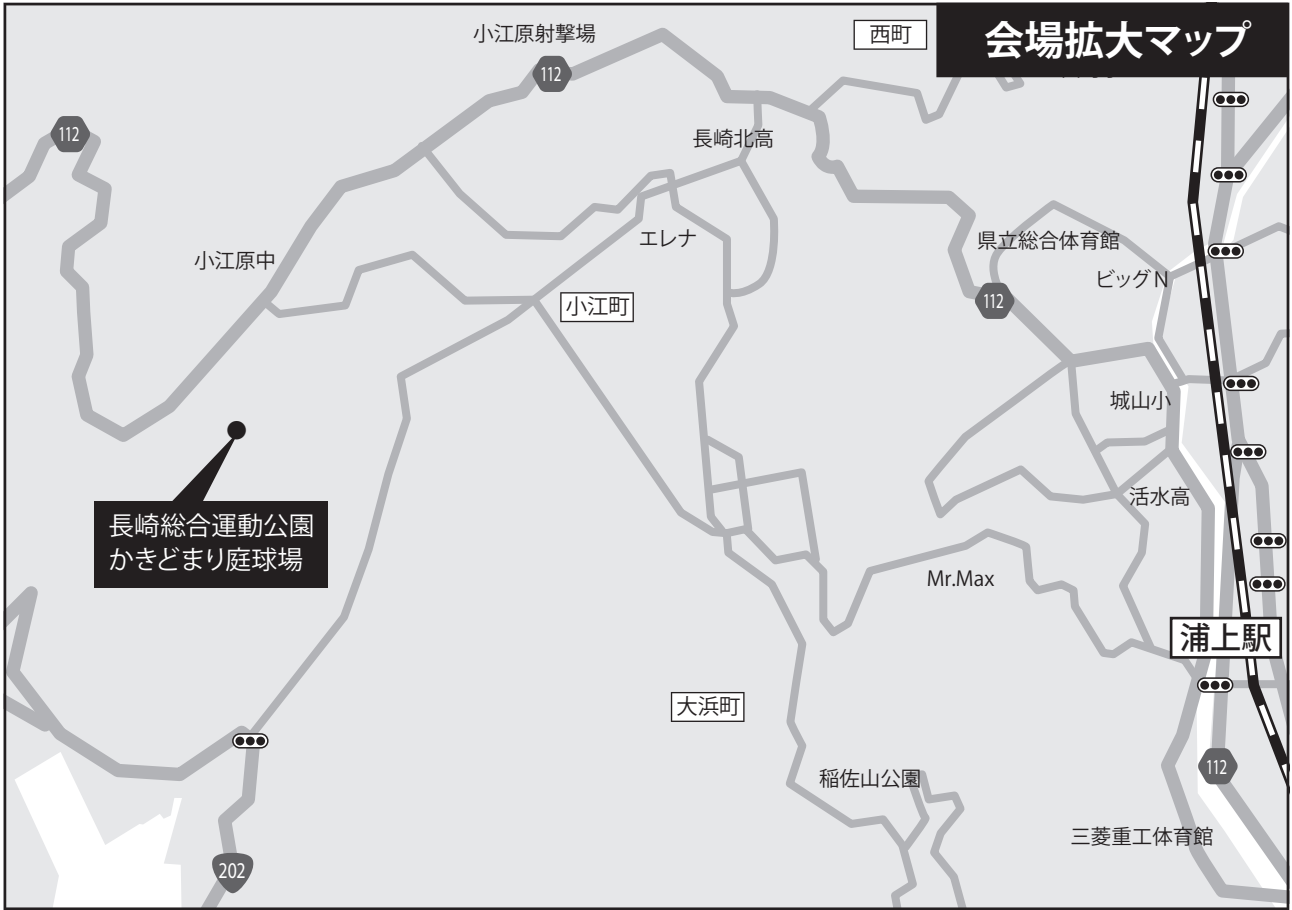 会場拡大マップ
小江原射撃場
西町
112
112
長崎北高
エレナ
県立総合体育館
小江原中
ビッグN
小江町
112
城山小
活水高
長崎総合運動公園
かきどまり庭球場
Mr.Max
浦上駅
大浜町
稲佐山公園
112
三菱重工体育館
202